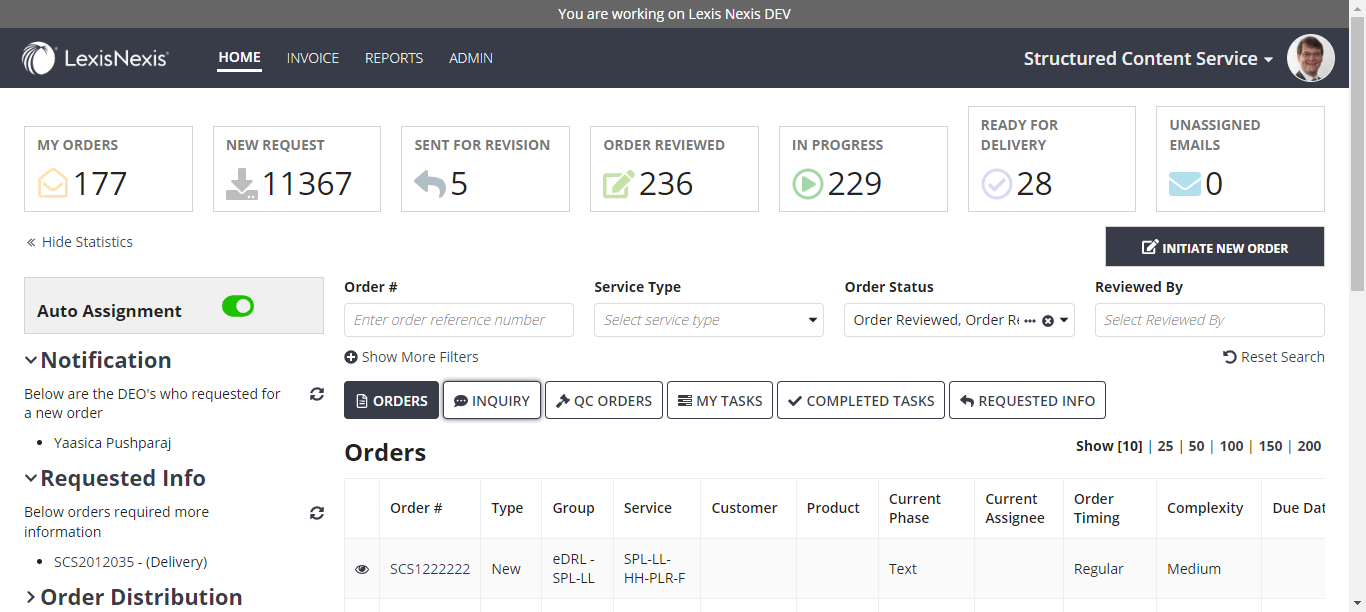 You are working on Lexis Nexis DEV
LexisNexis®
HOME
INVOICE
REPORTS
ADMIN
Structured Content Service
MY ORDERS
177
NEW REQUEST
11367
SENT FOR REVISION
5
ORDER REVIEWED
236
IN PROGRESS
229
READY FOR
DELIVERY
28
UNASSIGNED
EMAILS
0
« Hide Statistics
INITIATE NEW ORDER
Auto Assignment
Notification
Below are the DEO's who requested for
a new order
• Yaasica Pushparaj
Requested Info
Below orders required more
information
• SCS2012035 - (Delivery)
Order Distribution
Order #
Enter order reference number
Service Type
Select service type
Order Status
Order Reviewed, Order Re ···
Reviewed By
Select Reviewed By
Show More Filters
Reset Search
ORDERS
INQUIRY
QC ORDERS
MY TASKS
COMPLETED TASKS
REQUESTED INFO
Orders
Show [10] | 25 | 50 | 100 | 150 | 200
Order #
Type
Group
Service
Customer
Product
Current
Phase
Current
Assignee
Order
Timing
Complexity
Due Dat
SCS1222222
New
eDRL -
SPL-LL
SPL-LL-
HH-PLR-F
Text
Regular
Medium